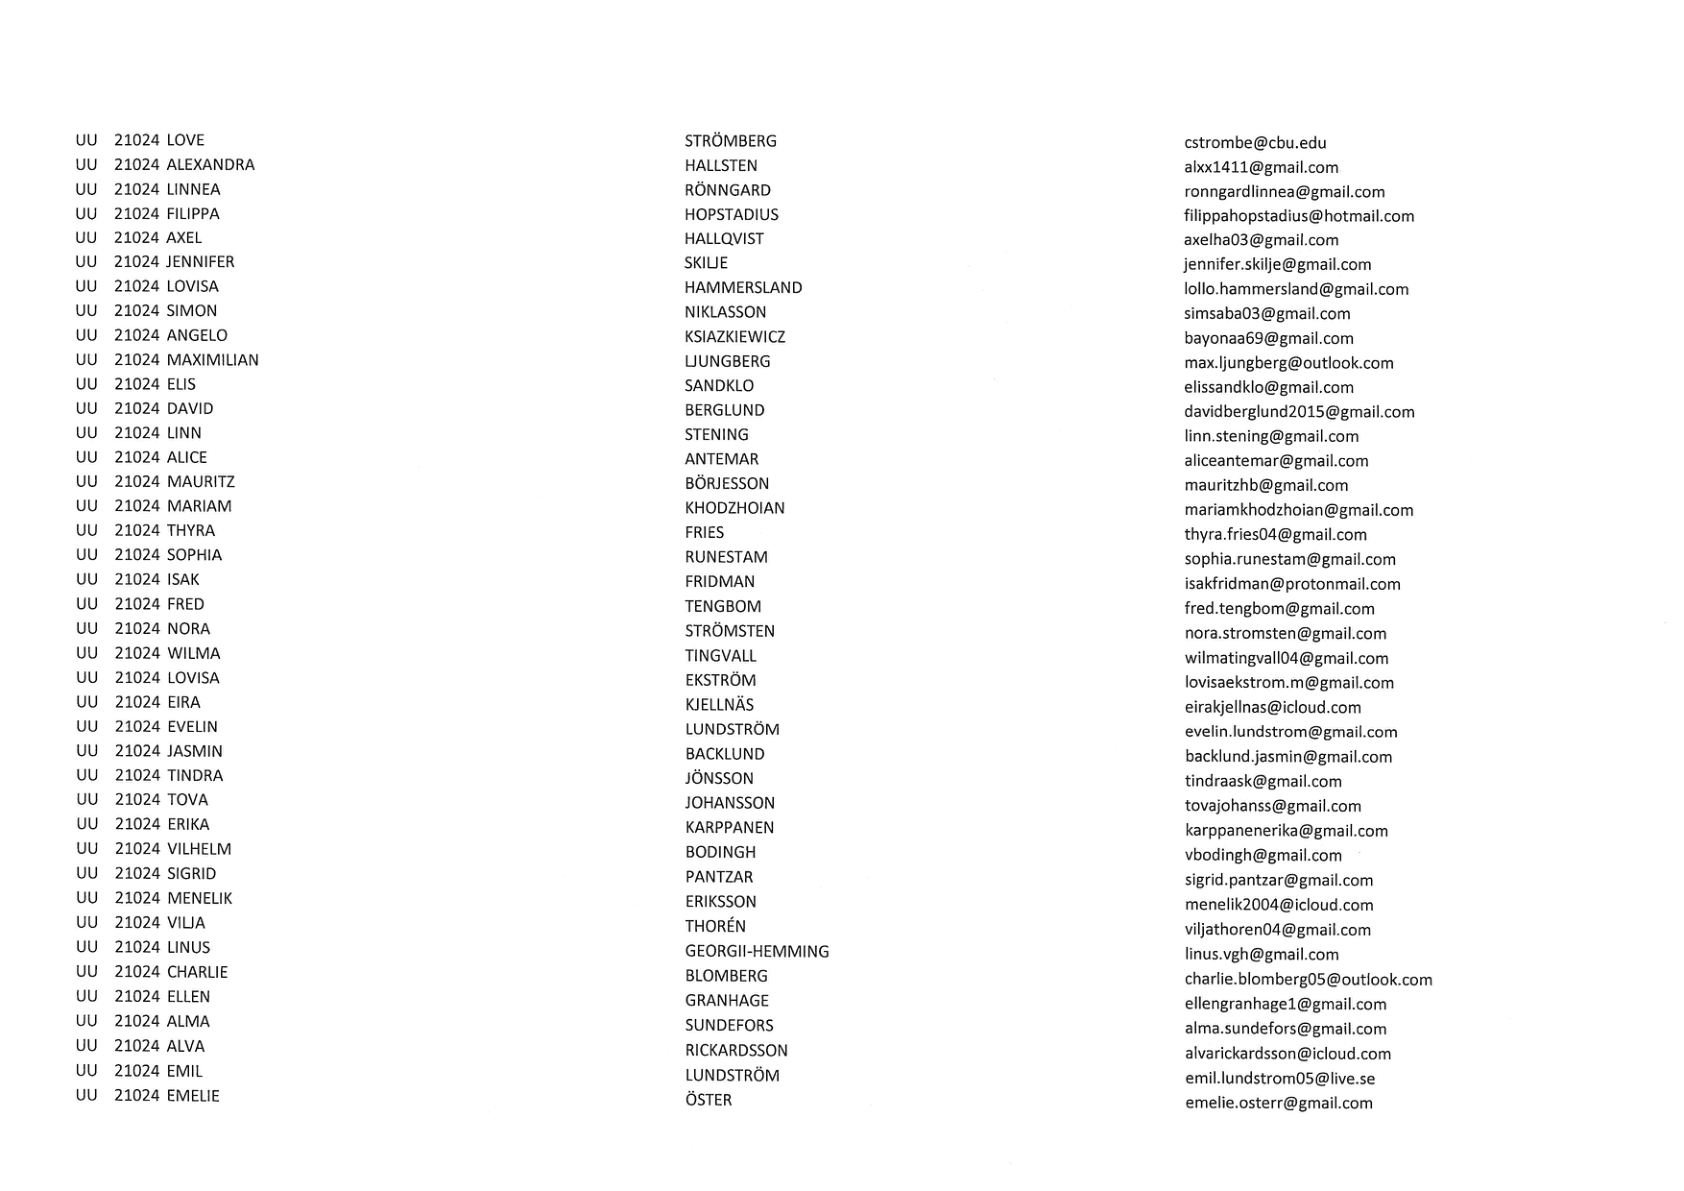 UU 21024 LOVE STRÖMBERG cstrombe@cbu.edu
UU 21024 ALEXANDRA HALLSTEN alxx1411@gmail.com
UU 21024 LINNEA RÖNNGARD ronngardlinnea@gmail.com
UU 21024 FILIPPA HOPSTADIUS filippahopstadius@hotmail.com
UU 21024 AXEL HALLQVIST axelha03@gmail.com
UU 21024 JENNIFER SKILJE jennifer.skilje@gmail.com
UU 21024 LOVISA HAMMERSLAND lollo.hammersland@gmail.com
UU 21024 SIMON NIKLASSON simsaba03@gmail.com
UU 21024 ANGELO KSIAZKIEWICZ bayonaa69@gmail.com
UU 21024 MAXIMILIAN LJUNGBERG max.ljungberg@outlook.com
UU 21024 ELIS SANDKLO elissandklo@gmail.com
UU 21024 DAVID BERGLUND davidberglund2015@gmail.com
UU 21024 LINN STENING linn.stening@gmail.com
UU 21024 ALICE ANTEMAR aliceantemar@gmail.com
UU 21024 MAURITZ BÖRJESSON mauritzhb@gmail.com
UU 21024 MARIAM KHODZHOIAN mariamkhodzhoian@gmail.com
UU 21024 THYRA FRIES thyra.fries04@gmail.com
UU 21024 SOPHIA RUNESTAM sophia.runestam@gmail.com
UU 21024 ISAK FRIDMAN isakfridman@protonmail.com
UU 21024 FRED TENGBOM fred.tengbom@gmail.com
UU 21024 NORA STRÖMSTEN nora.stromsten@gmail.com
UU 21024 WILMA TINGVALL wilmatingvall04@gmail.com
UU 21024 LOVISA EKSTRÖM lovisaekstrom.m@gmail.com
UU 21024 EIRA KJELLNÄS eirakjellnas@icloud.com
UU 21024 EVELIN LUNDSTRÖM evelin.lundstrom@gmail.com
UU 21024 JASMIN BACKLUND backlund.jasmin@gmail.com
UU 21024 TINDRA JÖNSSON tindraask@gmail.com
UU 21024 TOVA JOHANSSON tovajohanss@gmail.com
UU 21024 ERIKA KARPPANEN karppanenerika@gmail.com
UU 21024 VILHELM BODINGH vbodingh@gmail.com
UU 21024 SIGRID PANTZAR sigrid.pantzar@gmail.com
UU 21024 MENELIK ERIKSSON menelik2004@icloud.com
UU 21024 VILJA THORÉN viljathoren04@gmail.com
UU 21024 LINUS GEORGII-HEMMING linus.vgh@gmail.com
UU 21024 CHARLIE BLOMBERG charlie.blomberg05@outlook.com
UU 21024 ELLEN GRANHAGE ellengranhage1@gmail.com
UU 21024 ALMA SUNDEFORS alma.sundefors@gmail.com
UU 21024 ALVA RICKARDSSON alvarickardsson@icloud.com
UU 21024 EMIL LUNDSTRÖM emil.lundstrom05@live.se
UU 21024 EMELIE ÖSTER emelie.osterr@gmail.com